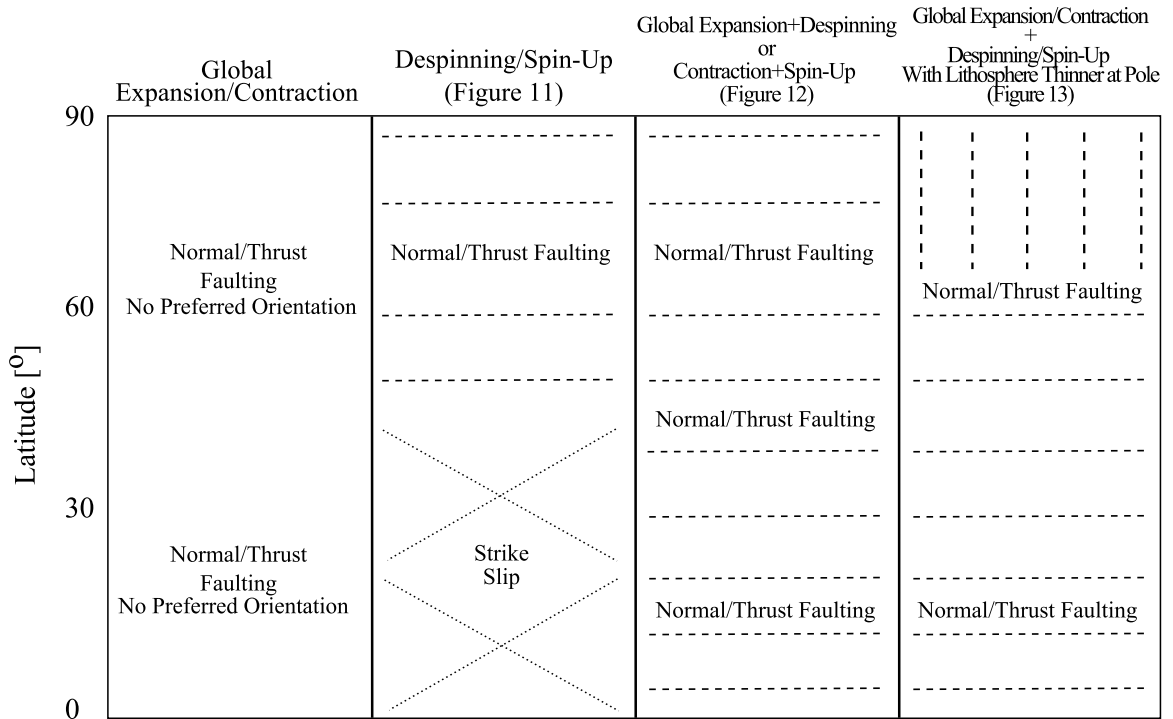 Global
Expansion/Contraction
Despinning/Spin-Up
(Figure 11)
Global Expansion+Despinning
or
Contraction+Spin-Up
(Figure 12)
Global Expansion/Contraction
+
Despinning/Spin-Up
With Lithosphere Thinner at Pole
(Figure 13)
Latitude [º]
90
60
30
0
Normal/Thrust
Faulting
No Preferred Orientation
Normal/Thrust
Faulting
No Preferred Orientation
Normal/Thrust Faulting
Strike
Slip
Normal/Thrust Faulting
Normal/Thrust Faulting
Normal/Thrust Faulting
Normal/Thrust Faulting
Normal/Thrust Faulting